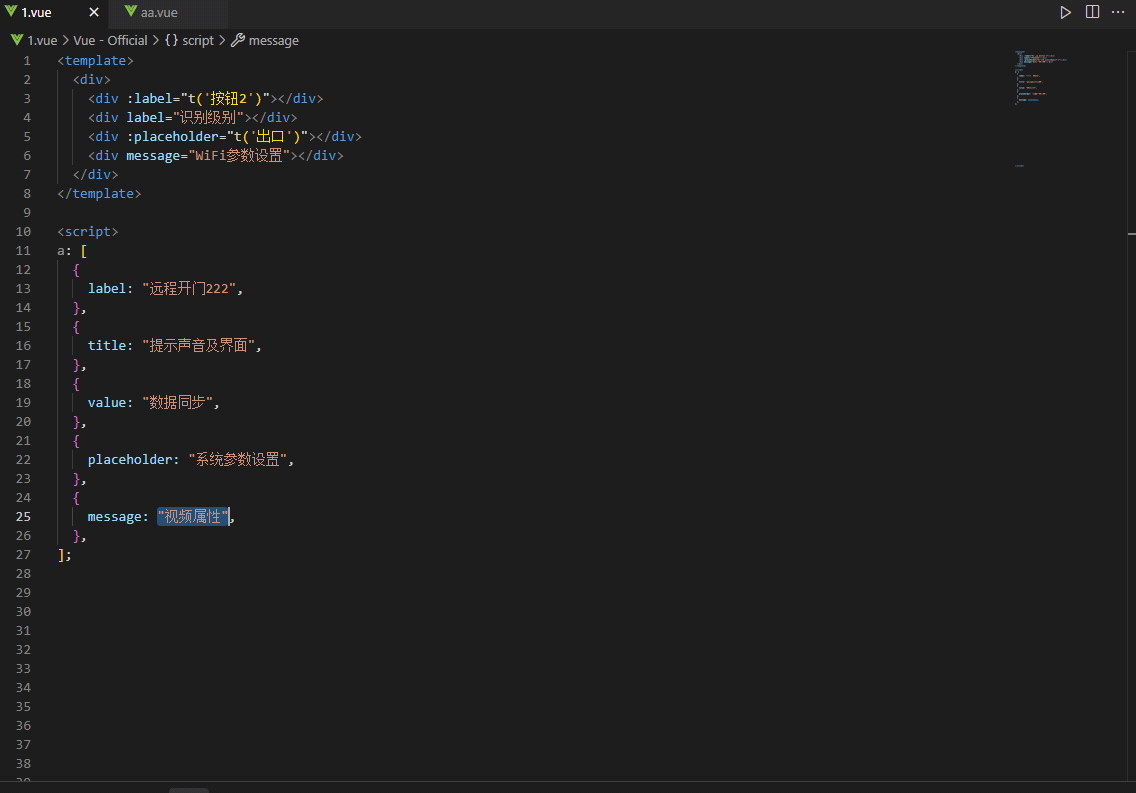 1.vue aa.vue
1.vue > Vue - Official > {} script > message
1 <template>
2 <div>
3 <div :label="t('按钮2')"></div>
4 <div label="识别级别"></div>
5 <div :placeholder="t('出口')"></div>
6 <div message="WiFi参数设置"></div>
7 </div>
8 </template>
9
10 <script>
11 a: [
12 {
13 label: "远程开门222",
14 },
15 {
16 title: "提示声音及界面",
17 },
18 {
19 value: "数据同步",
20 },
21 {
22 placeholder: "系统参数设置",
23 },
24 {
25 message: "视频属性",
26 },
27 ];
28
29
30
31
32
33
34
35
36
37
38